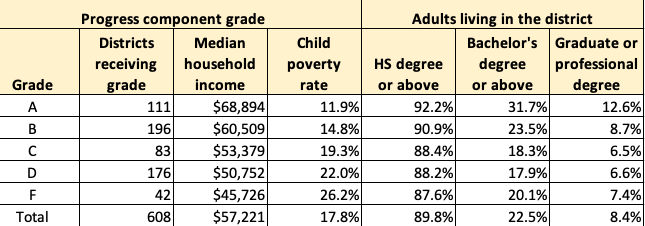 Progress component grade Adults living in the district
Districts Median Child Bachelor's Graduate or
receiving household poverty HS degree degree professional
Grade grade income rate or above or above degree
A 111 $68,894 11.9% 92.2% 31.7% 12.6%
B 196 $60,509 14.8% 90.9% 23.5% 8.7%
C 83 $53,379 19.3% 88.4% 18.3% 6.5%
D 176 $50,752 22.0% 88.2% 17.9% 6.6%
F 42 $45,726 26.2% 87.6% 20.1% 7.4%
Total 608 $57,221 17.8% 89.8% 22.5% 8.4%